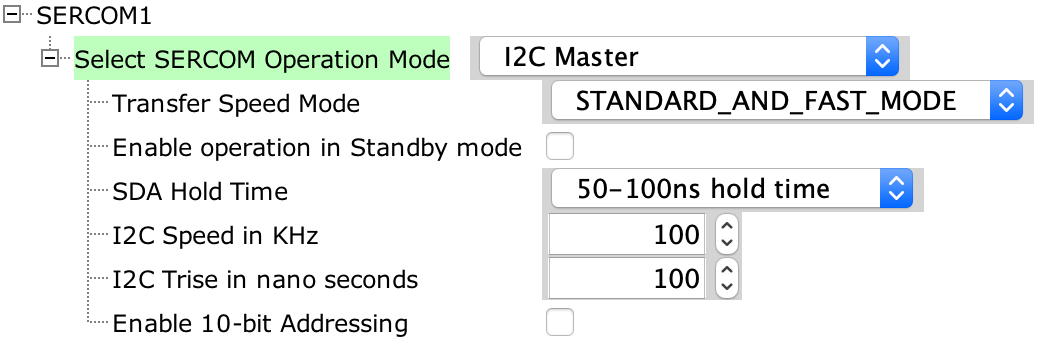 SERCOM1
Select SERCOM Operation Mode I2C Master
Transfer Speed Mode STANDARD_AND_FAST_MODE
Enable operation in Standby mode
SDA Hold Time 50-100ns hold time
I2C Speed in KHz 100
I2C Trise in nano seconds 100
Enable 10-bit Addressing